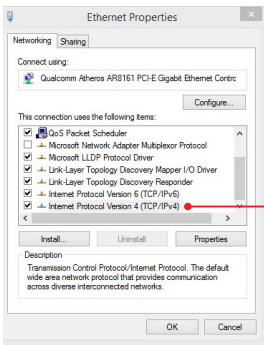 Ethernet Properties
Networking Sharing
Connect using:
Qualcomm Atheros AR8161 PCI-E Gigabit Ethernet Contrc
Configure...
This connection uses the following items:
QoS Packet Scheduler
Microsoft Network Adapter Multiplexor Protocol
Microsoft LLDP Protocol Driver
Link-Layer Topology Discovery Mapper I/O Driver
Link-Layer Topology Discovery Responder
Internet Protocol Version 6 (TCP/IPv6)
Internet Protocol Version 4 (TCP/IPv4)
Install... Uninstall Properties
Description
Transmission Control Protocol/Internet Protocol. The default
wide area network protocol that provides communication
across diverse interconnected networks.
OK Cancel